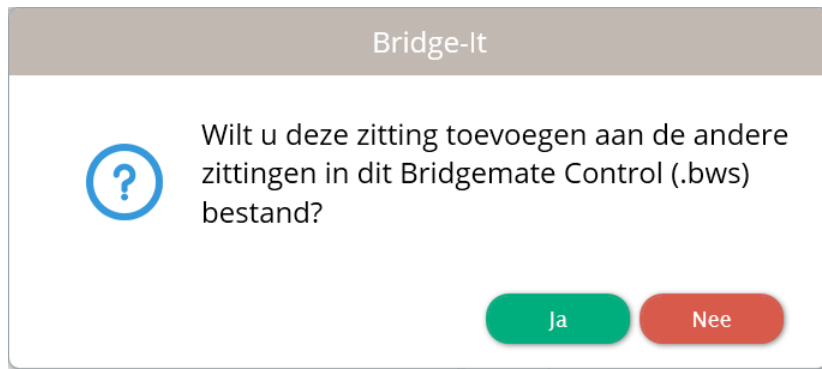 Bridge-It
Wilt u deze zitting toevoegen aan de andere
zittingen in dit Bridgemate Control (.bws)
bestand?
?
Ja
Nee